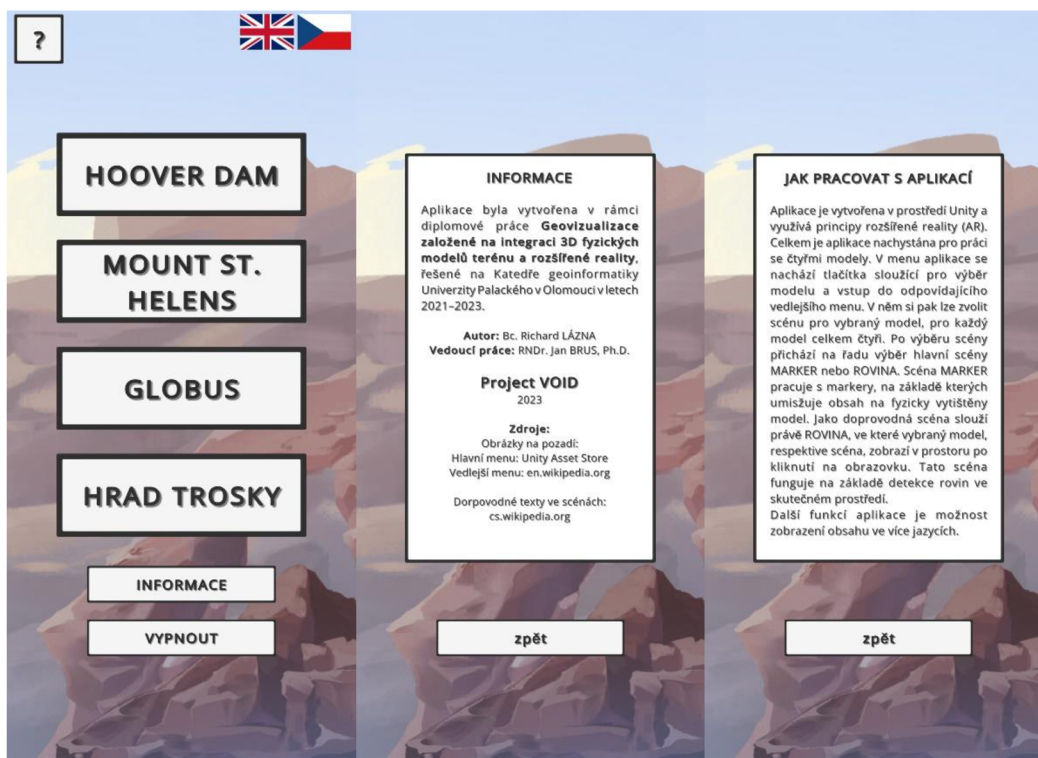 ?
HOOVER DAM
MOUNT ST.
HELENS
GLOBUS
HRAD TROSKY
INFORMACE
VYPNOUT
INFORMACE
Aplikace byla vytvořena v rámci
diplomové práce Geovizualizace
založené na integraci 3D fyzických
modelů terénu a rozšířené reality,
řešené na Katedře geoinformatiky
Univerzity Palackého v Olomouci v letech
2021–2023.
Autor: Bc. Richard LÁZNA
Vedoucí práce: RNDr. Jan BRUS, Ph.D.
Project VOID
2023
Zdroje:
Obrázky na pozadí:
Hlavní menu: Unity Asset Store
Vedlejší menu: en.wikipedia.org
Dorpovodné texty ve scénách:
cs.wikipedia.org
zpět
JAK PRACOVAT S APLIKACÍ
Aplikace je vytvořena v prostředí Unity a
využívá principy rozšířené reality (AR).
Celkem je aplikace nachystána pro práci
se čtyřmi modely. V menu aplikace se
nachází tlačítka sloužící pro výběr
modelu a vstup do odpovídajícího
vedlejšího menu. V něm si pak lze zvolit
scénu pro vybraný model, pro každý
model celkem čtyři. Po výběru scény
přichází na řadu výběr hlavní scény
MARKER nebo ROVINA. Scéna MARKER
pracuje s markery, na základě kterých
umisžuje obsah na fyzicky vytištěny
model. Jako doprovodná scéna slouží
právě ROVINA, ve které vybraný model,
respektive scéna, zobrazí v prostoru po
kliknutí na obrazovku. Tato scéna
funguje na základě detekce rovin ve
skutečném prostředí.
Další funkcí aplikace je možnost
zobrazení obsahu ve více jazycích.
zpět